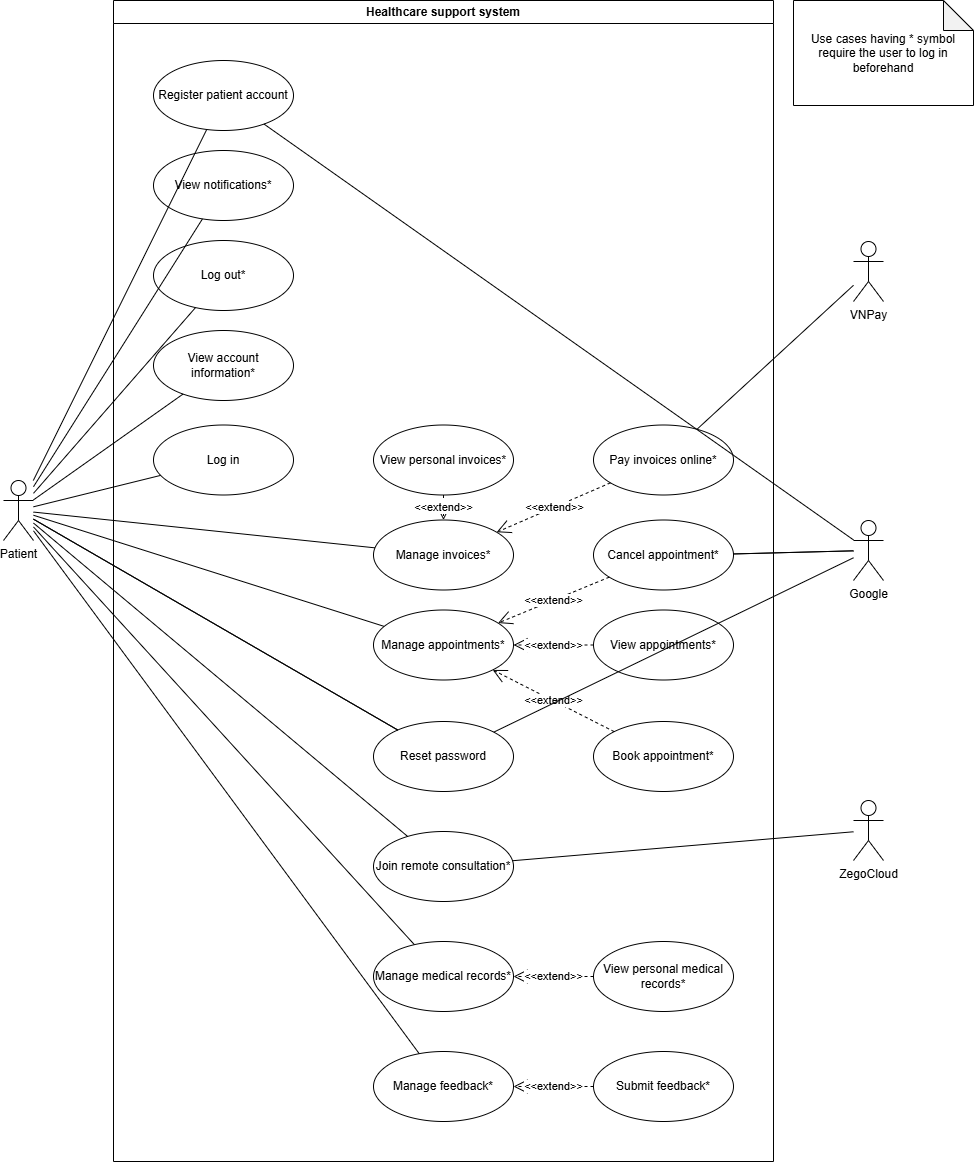 Healthcare support system
Use cases having * symbol
require the user to log in
beforehand
Register patient account
View notifications*
Log out*
VNPay
View account
information*
Log in
View personal invoices*
Pay invoices online*
<<extend>>
<<extend>>
Patient
Manage invoices*
Cancel appointment*
Google
<<extend>>
Manage appointments*
<<extend>>
View appointments*
<<extend>>
Reset password
Book appointment*
Join remote consultation*
ZegoCloud
Manage medical records*
<<extend>>
View personal medical
records*
Manage feedback*
<<extend>>
Submit feedback*